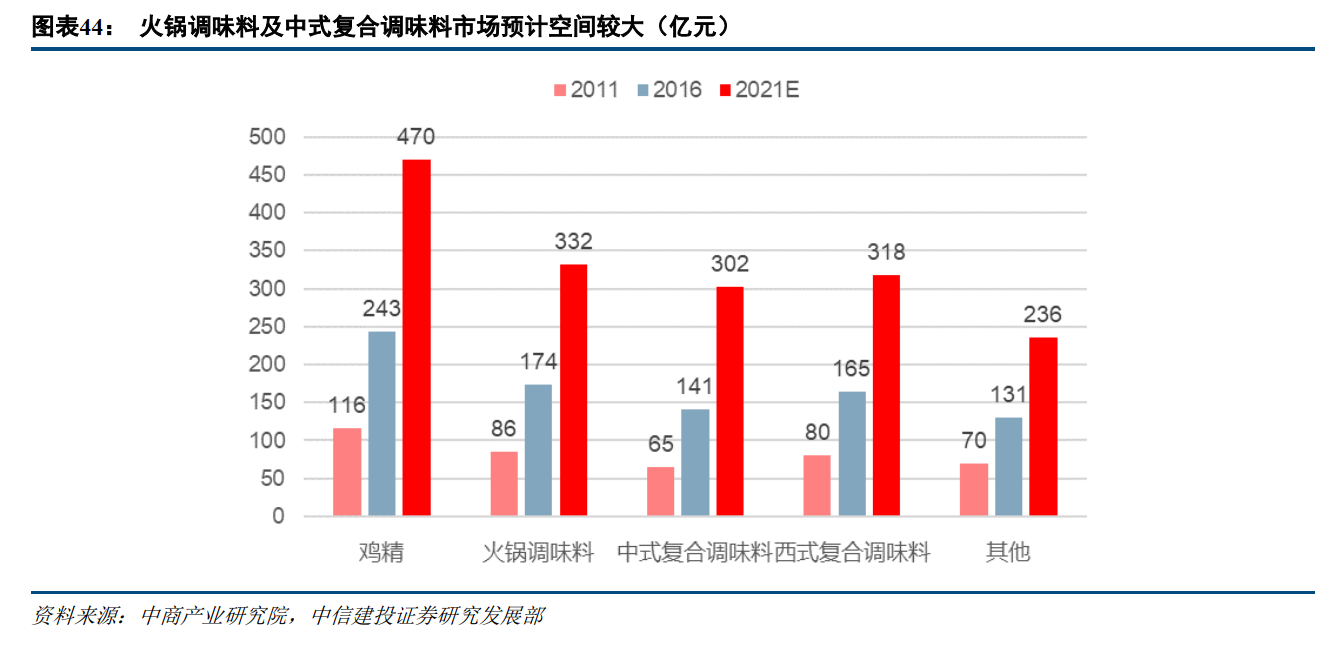 图表44： 火锅调味料及中式复合调味料市场预计空间较大（亿元）
2011 2016 2021E
500
450
400
350
300
250
200
150
100
50
0
116 243 470
86 174 332
65 141 302
80 165 318
70 131 236
鸡精 火锅调味料 中式复合调味料 西式复合调味料 其他
资料来源：中商产业研究院，中信建投证券研究发展部